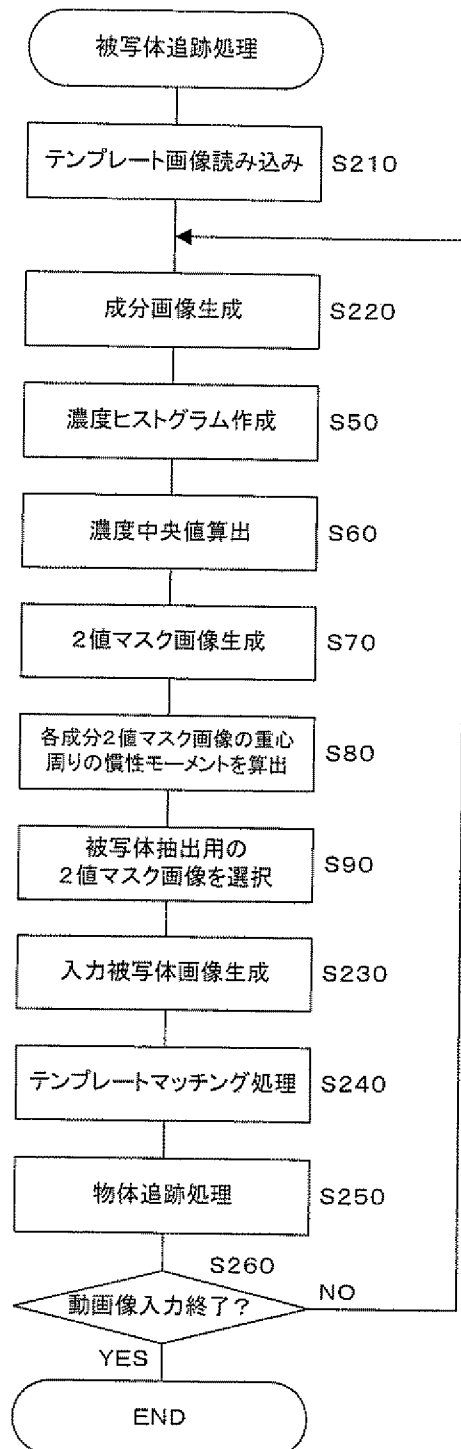 被写体追跡処理
テンプレート画像読み込み S210
成分画像生成 S220
濃度ヒストグラム作成 S50
濃度中央値算出 S60
2値マスク画像生成 S70
各成分2値マスク画像の重心
周りの慣性モーメントを算出 S80
被写体抽出用の
2値マスク画像を選択 S90
入力被写体画像生成 S230
テンプレートマッチング処理 S240
物体追跡処理 S250
S260
動画像入力終了? NO
YES
END